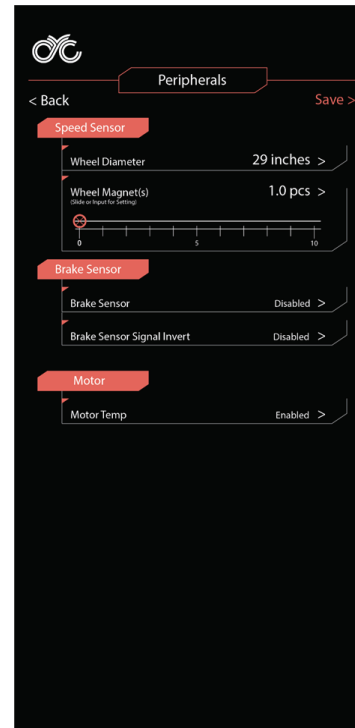 Peripherals
< Back Save >
Speed Sensor
Wheel Diameter 29 inches >
Wheel Magnet(s) 1.0 pcs >
(Slide or Input for Setting)
0 5 10
Brake Sensor
Brake Sensor Disabled >
Brake Sensor Signal Invert Disabled >
Motor
Motor Temp Enabled >